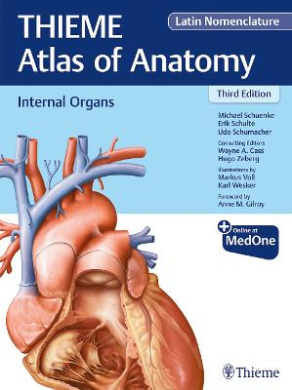 THIEME
Latin Nomenclature
Atlas of Anatomy
Internal Organs
Third Edition
Michael Schuenke
Erik Schulte
Udo Schumacher
Consulting Editors
Wayne A. Cass
Hugo Zeberg
Illustrations by
Markus Voll
Karl Wesker
Foreword by
Anne M. Gilroy
Online at
MedOne
Thieme